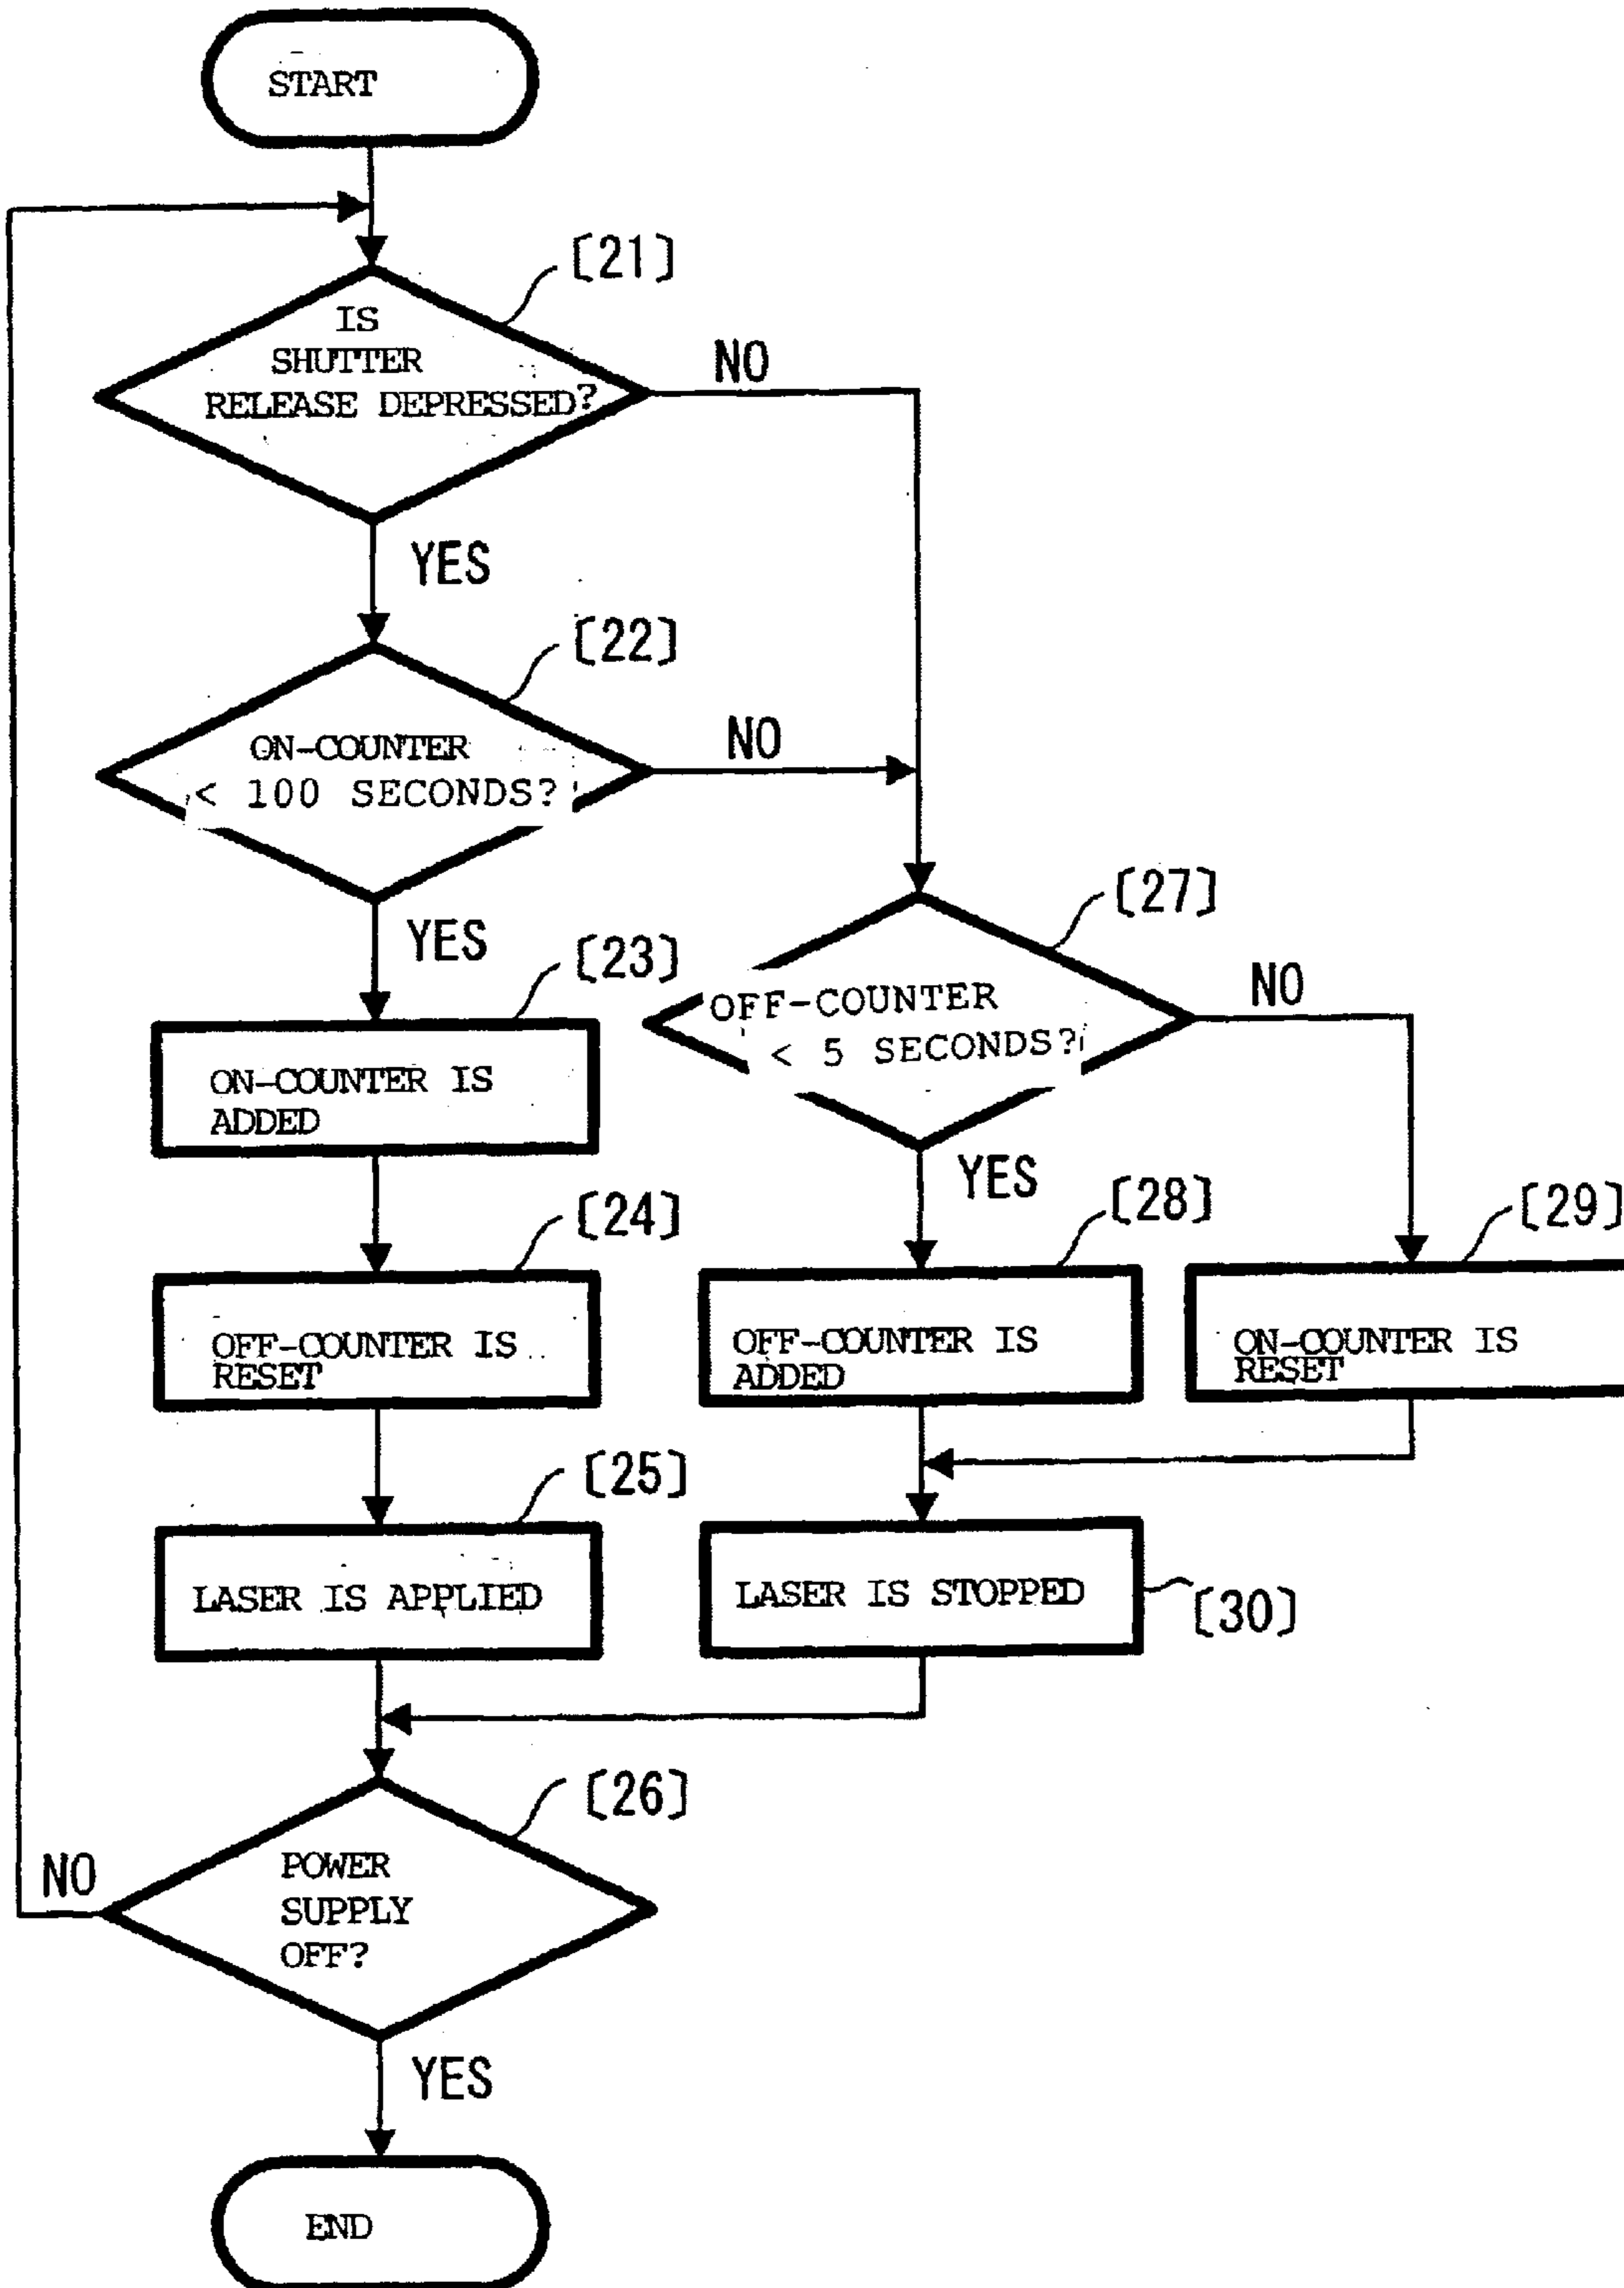 START
[21]
IS
SHUTTER
RELEASE DEPRESSED?
NO
YES
[22]
ON-COUNTER
< 100 SECONDS?
NO
YES
[23]
ON-COUNTER IS
ADDED
[24]
OFF-COUNTER IS
RESET
[25]
LASER IS APPLIED
[27]
OFF-COUNTER
< 5 SECONDS?
NO
YES
[28]
OFF-COUNTER IS
ADDED
[29]
ON-COUNTER IS
RESET
LASER IS STOPPED
[30]
[26]
POWER
SUPPLY
OFF?
NO
YES
END